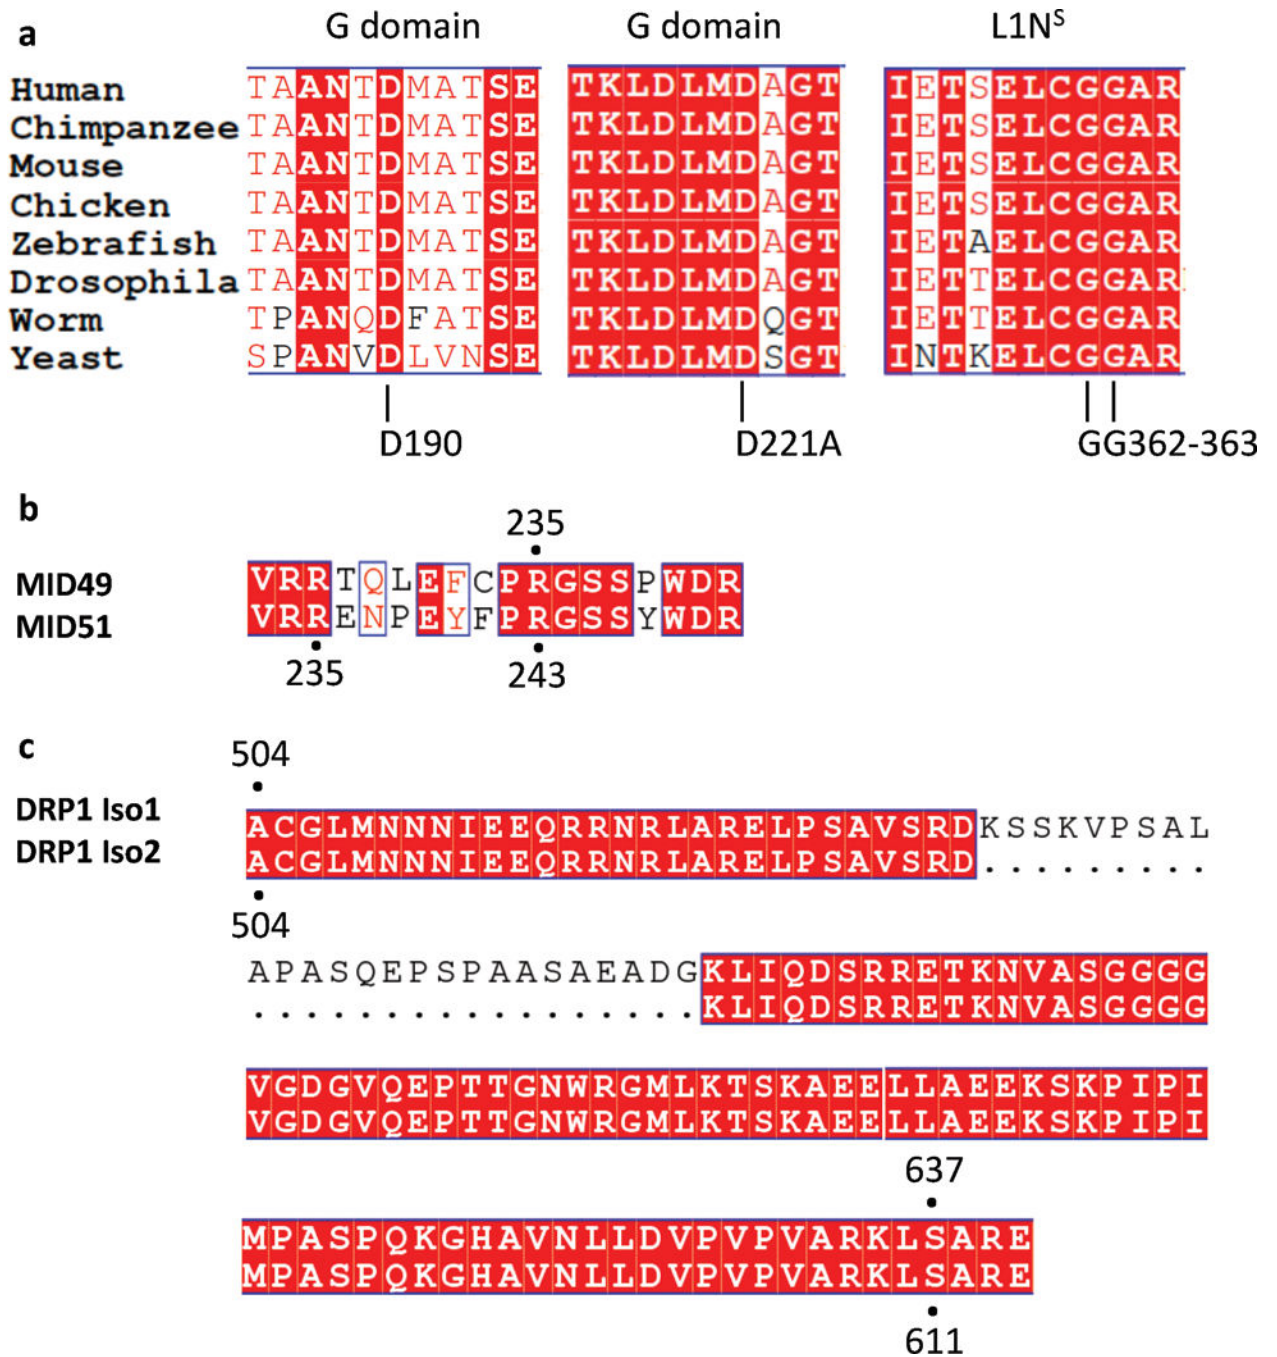 a
G domain G domain L1Nˢ
Human TAANTDMATSE TKLDLMDAGT IETSELCGGAR
Chimpanzee TAANTDMATSE TKLDLMDAGT IETSELCGGAR
Mouse TAANTDMATSE TKLDLMDAGT IETSELCGGAR
Chicken TAANTDMATSE TKLDLMDAGT IETSELCGGAR
Zebrafish TAANTDMATSE TKLDLMDAGT IETAELCGGAR
Drosophila TAANTDMATSE TKLDLMDAGT IETTELCGGAR
Worm TPANQDFATSE TKLDLMDQGT IETTELCGGAR
Yeast SPANVDLVNSE TKLDLMDSGT INTKELCGGAR
D190 D221A GG362-363
b
235
MID49 VRRTQLEFCPRGSSPWDR
MID51 VRRENPEYFPRGSSYWDR
235 243
c
504
DRP1 Iso1 ACGLMNNNIEEQRRNRLARELPSAVSRDKSSKVPSAL
DRP1 Iso2 ACGLMNNNIEEQRRNRLARELPSAVSRD.........
504
APASQEPSPAASAEADGKLIQDSRRETKNVASGGGG
.................KLIQDSRRETKNVASGGGG
VGDGVQEPTTGNWRGMLKTSKAEELLAEEKSKPIPI
VGDGVQEPTTGNWRGMLKTSKAEELLAEEKSKPIPI
637
MPASPQKGHAVNLLDVPVPVARKLSARE
MPASPQKGHAVNLLDVPVPVARKLSARE
611